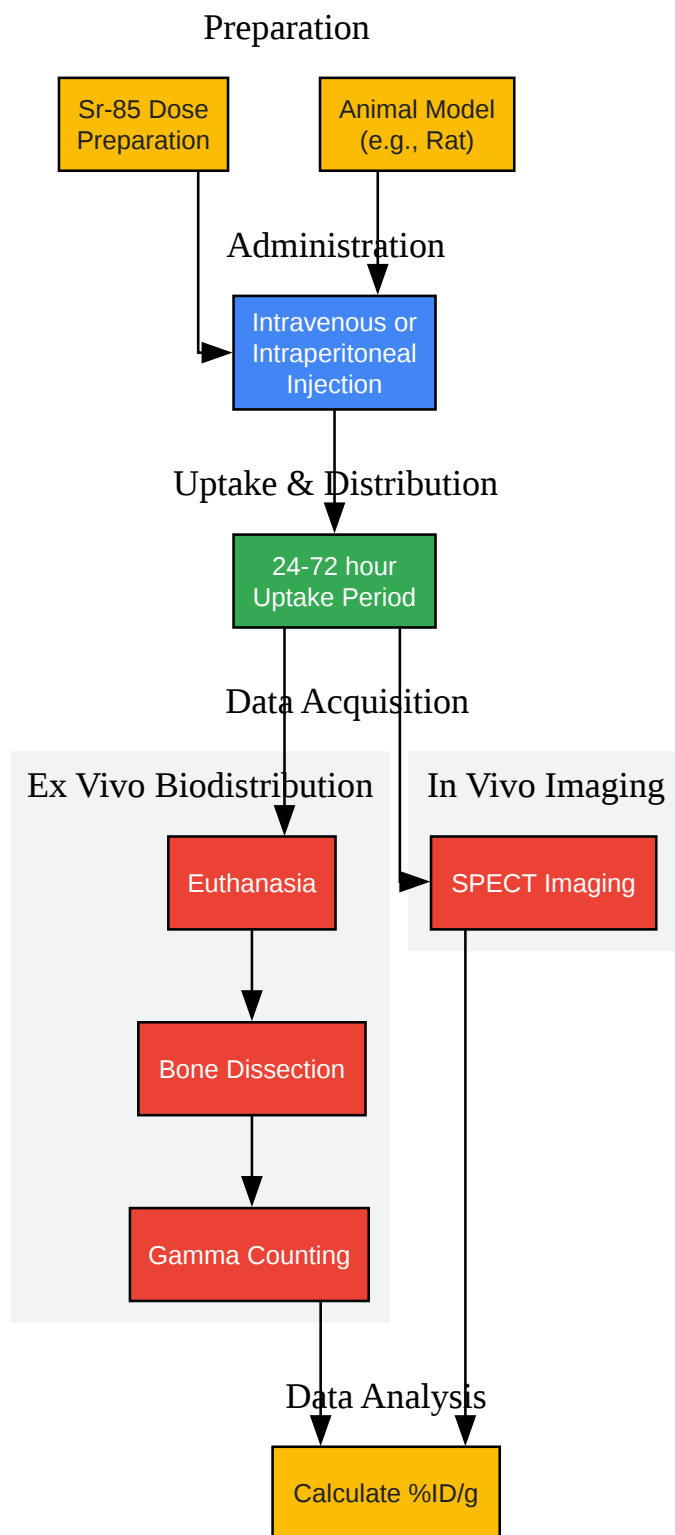 Preparation
Sr-85 Dose
Preparation
Animal Model
(e.g., Rat)
Administration
Intravenous or
Intraperitoneal
Injection
Uptake & Distribution
24-72 hour
Uptake Period
Data Acquisition
Ex Vivo Biodistribution
In Vivo Imaging
Euthanasia
SPECT Imaging
Bone Dissection
Gamma Counting
Data Analysis
Calculate %ID/g